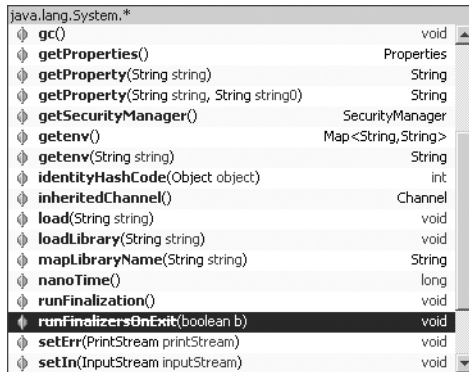 java.lang.System.*
gc() void
getProperties() Properties
getProperty(String string) String
getProperty(String string, String string0) String
getSecurityManager() SecurityManager
getenv() Map<String,String>
getenv(String string) String
identityHashCode(Object object) int
inheritedChannel() Channel
load(String string) void
loadLibrary(String string) void
mapLibraryName(String string) String
nanoTime() long
runFinalization() void
runFinalizersOnExit(boolean b) void
setErr(PrintStream printStream) void
setIn(InputStream inputStream) void